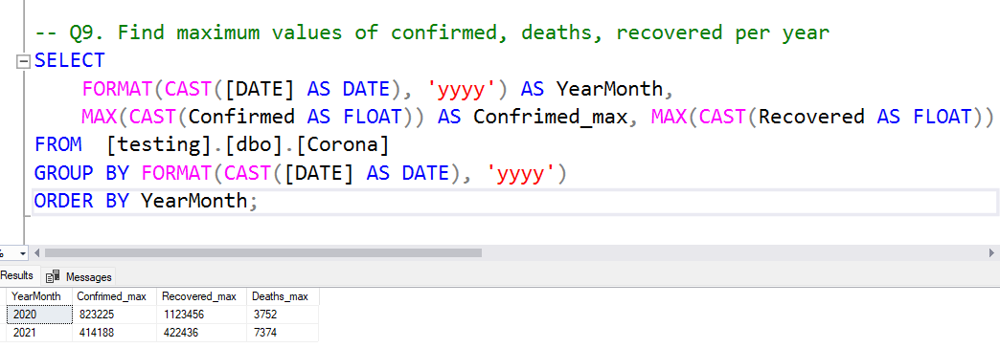 -- Q9. Find maximum values of confirmed, deaths, recovered per year
SELECT
FORMAT(CAST([DATE] AS DATE), 'yyyy') AS YearMonth,
MAX(CAST(Confirmed AS FLOAT)) AS Confrimed_max, MAX(CAST(Recovered AS FLOAT))
FROM [testing].[dbo].[Corona]
GROUP BY FORMAT(CAST([DATE] AS DATE), 'yyyy')
ORDER BY YearMonth;
Results Messages
YearMonth Confrimed_max Recovered_max Deaths_max
2020 823225 1123456 3752
2021 414188 422436 7374